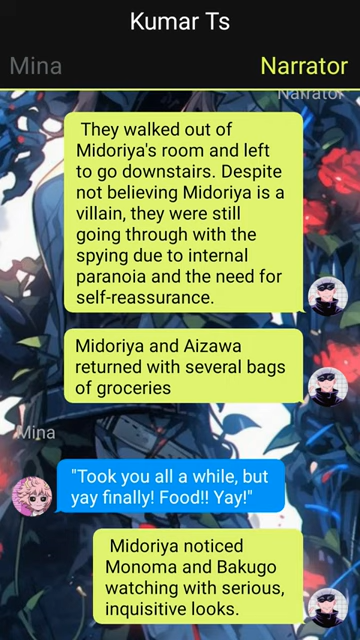 Kumar Ts
Mina
Narrator
Narrator
They walked out of
Midoriya's room and left
to go downstairs. Despite
not believing Midoriya is a
villain, they were still
going through with the
spying due to internal
paranoia and the need for
self-reassurance.
Midoriya and Aizawa
returned with several bags
of groceries
Mina
"Took you all a while, but
yay finally! Food!! Yay!"
Midoriya noticed
Monoma and Bakugo
watching with serious,
inquisitive looks.